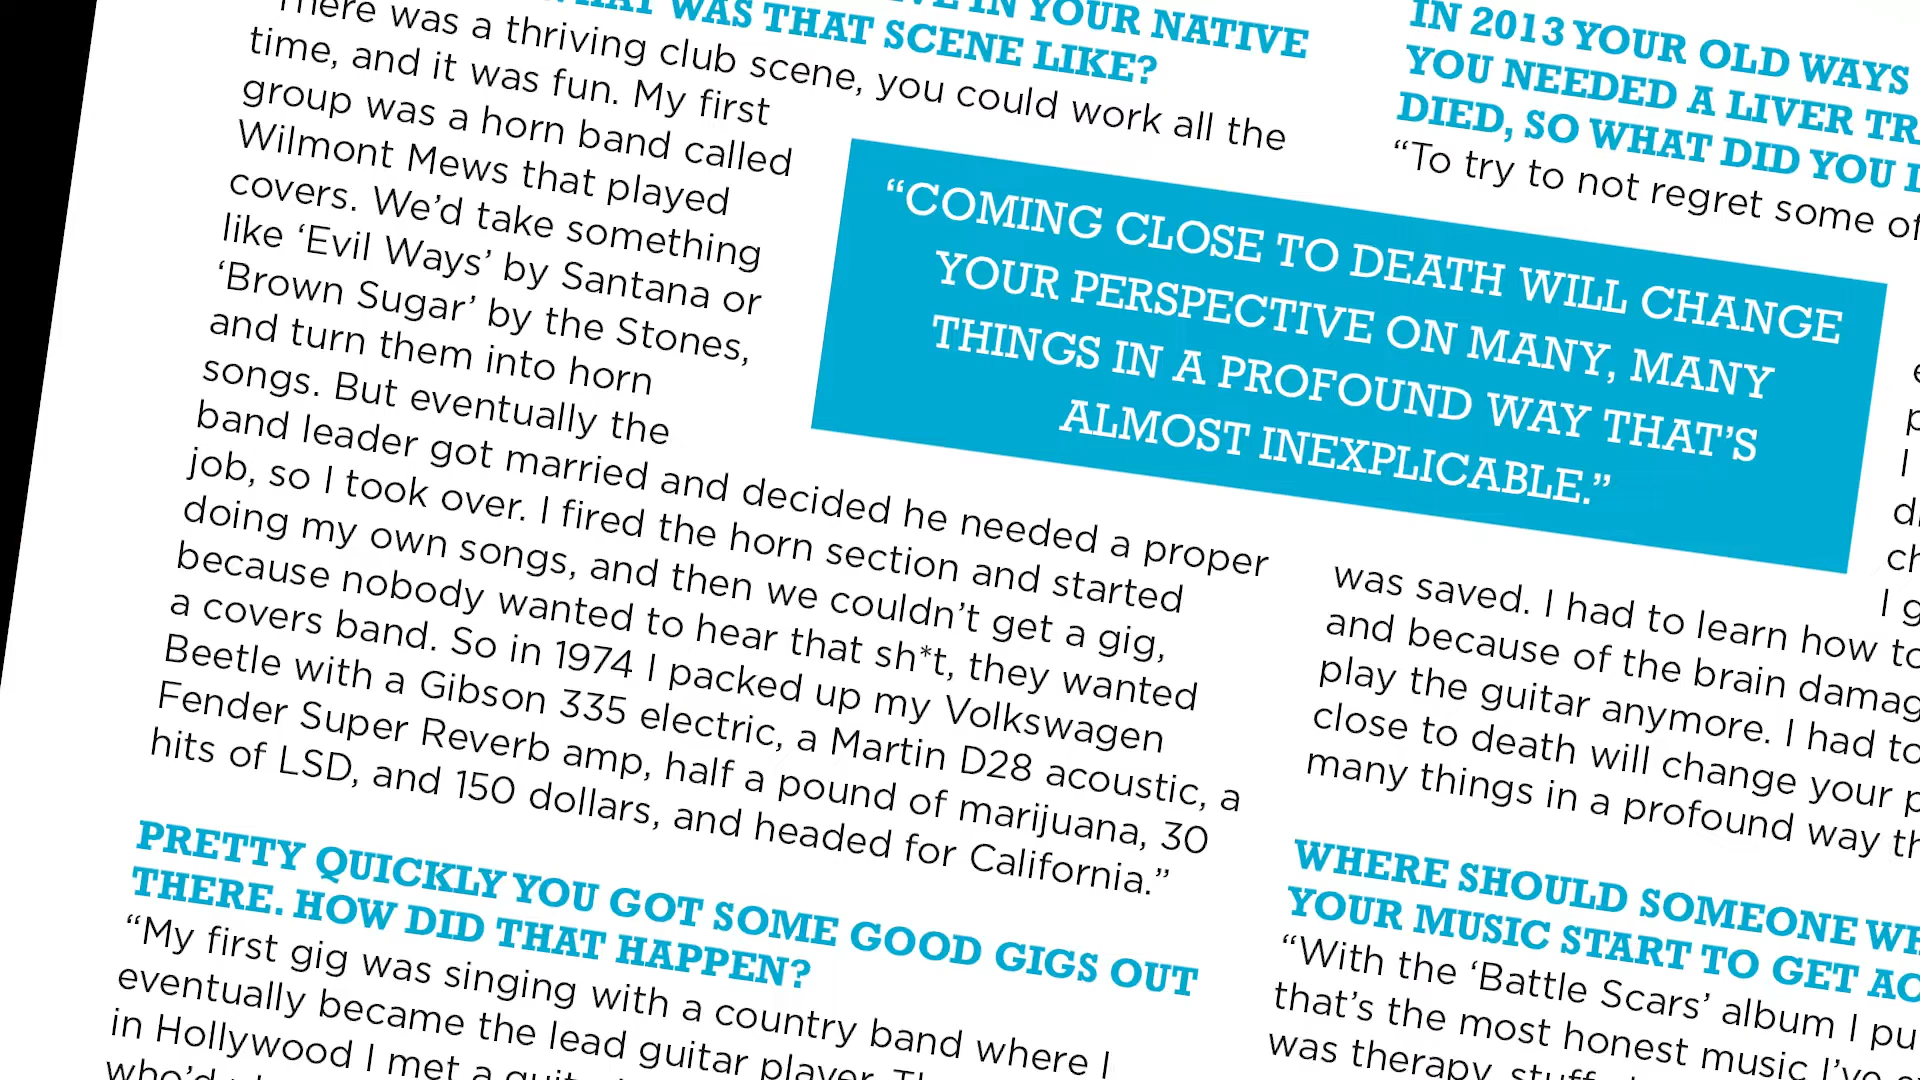 IN YOUR NATIVE
WAS THAT SCENE LIKE?
There was a thriving club scene, you could work all the
time, and it was fun. My first
group was a horn band called
Wilmont Mews that played
covers. We’d take something
like ‘Evil Ways’ by Santana or
‘Brown Sugar’ by the Stones,
and turn them into horn
songs. But eventually the
band leader got married and decided he needed a proper
job, so I took over. I fired the horn section and started
doing my own songs, and then we couldn’t get a gig,
because nobody wanted to hear that sh*t, they wanted
a covers band. So in 1974 I packed up my Volkswagen
Beetle with a Gibson 335 electric, a Martin D28 acoustic, a
Fender Super Reverb amp, half a pound of marijuana, 30
hits of LSD, and 150 dollars, and headed for California.”
PRETTY QUICKLY YOU GOT SOME GOOD GIGS OUT
THERE. HOW DID THAT HAPPEN?
“My first gig was singing with a country band where I
eventually became the lead guitar player.
in Hollywood I met a
who’d
“COMING CLOSE TO DEATH WILL CHANGE
YOUR PERSPECTIVE ON MANY, MANY
THINGS IN A PROFOUND WAY THAT’S
ALMOST INEXPLICABLE.”
IN 2013 YOUR OLD WAYS
YOU NEEDED A LIVER TR
DIED, SO WHAT DID YOU
“To try to not regret some of
I
ch
I g
was saved. I had to learn how to
and because of the brain damag
play the guitar anymore. I had to
close to death will change your p
many things in a profound way th
WHERE SHOULD SOMEONE WH
YOUR MUSIC START TO GET AC
“With the ‘Battle Scars’ album I pu
that’s the most honest music I’ve
was therapy, stuff